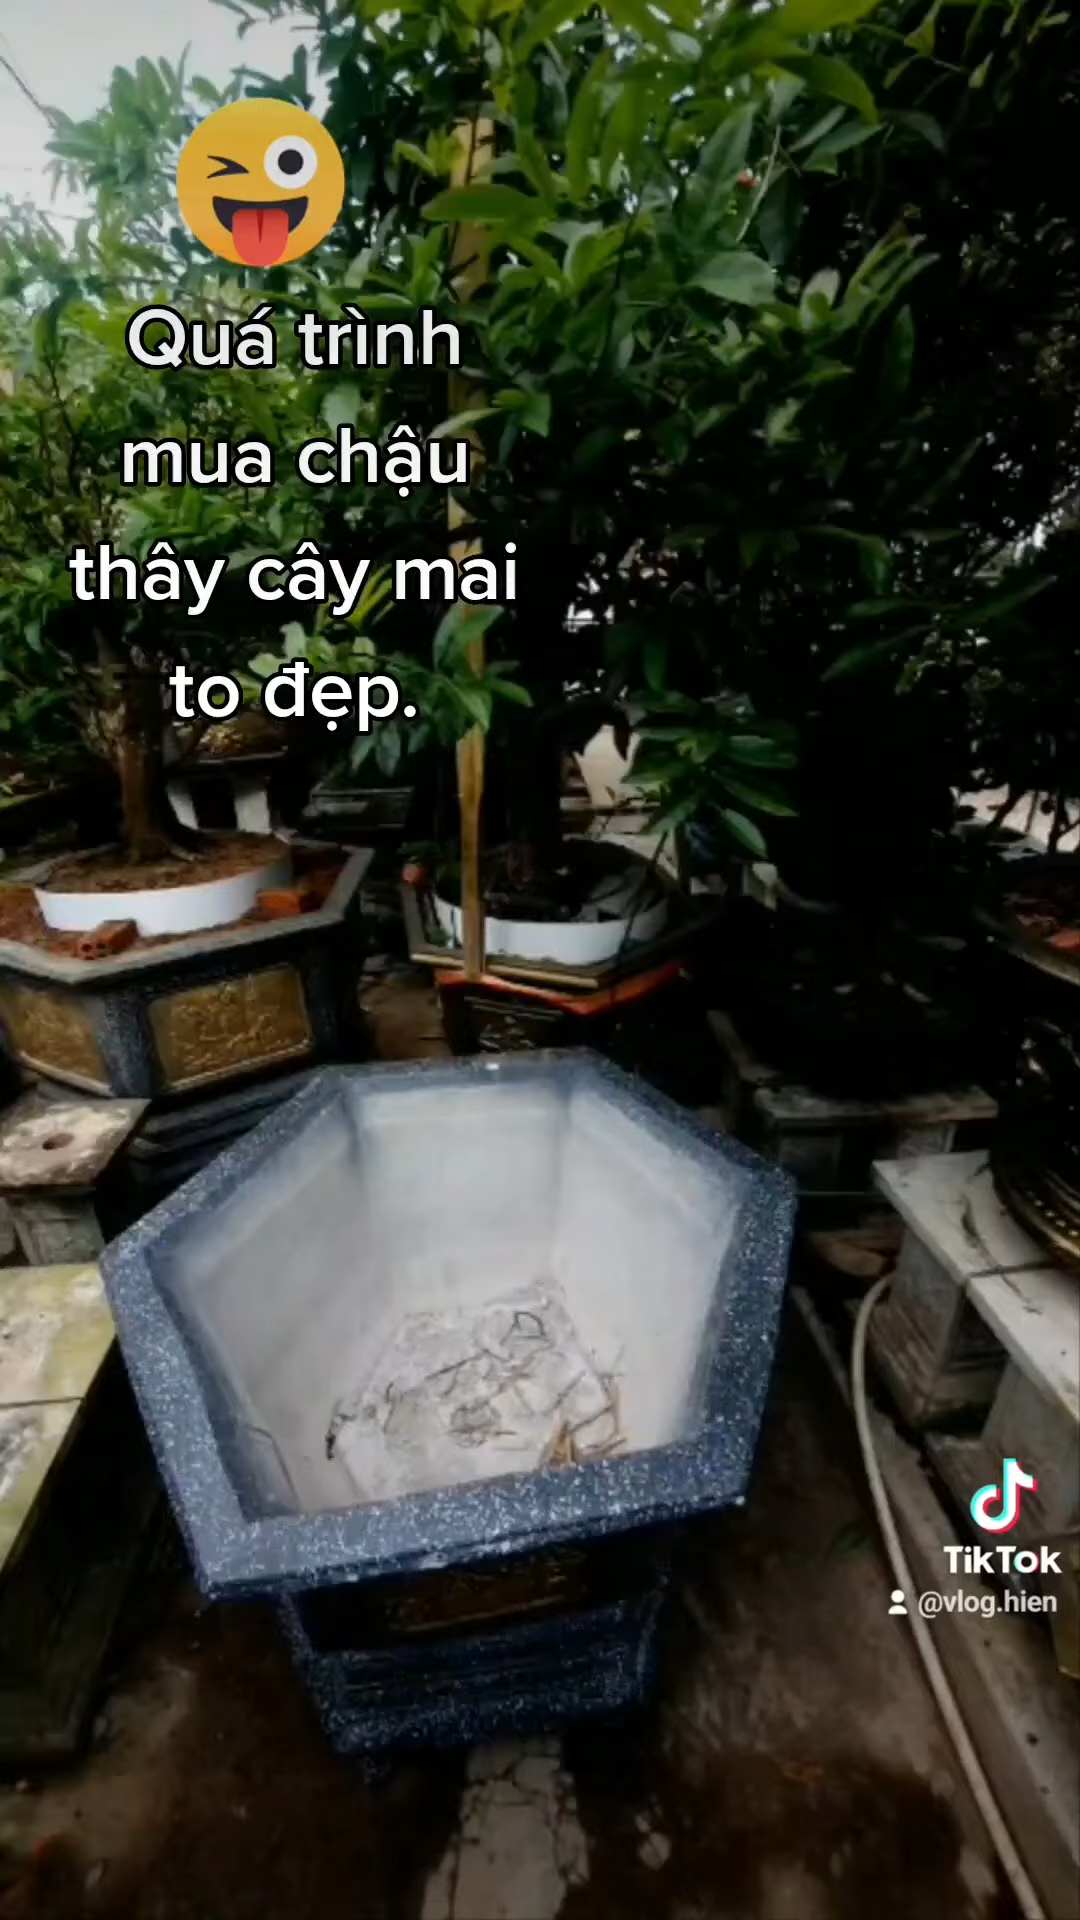 Quá trình
mua chậu
thây cây mai
to đẹp.
TikTok
@vlog.hien